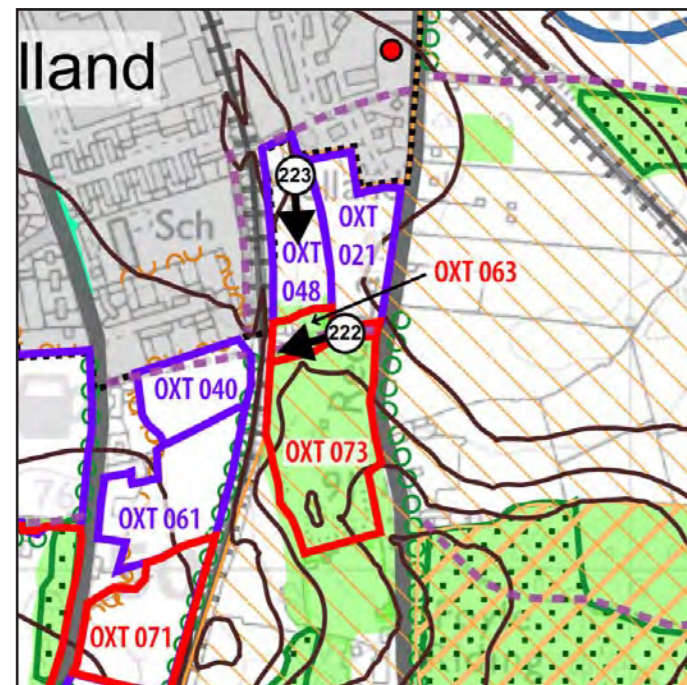 lland
223
Sch
OXT
021
OXT
048
OXT 063
222
OXT 040
OXT 073
OXT 061
OXT 071